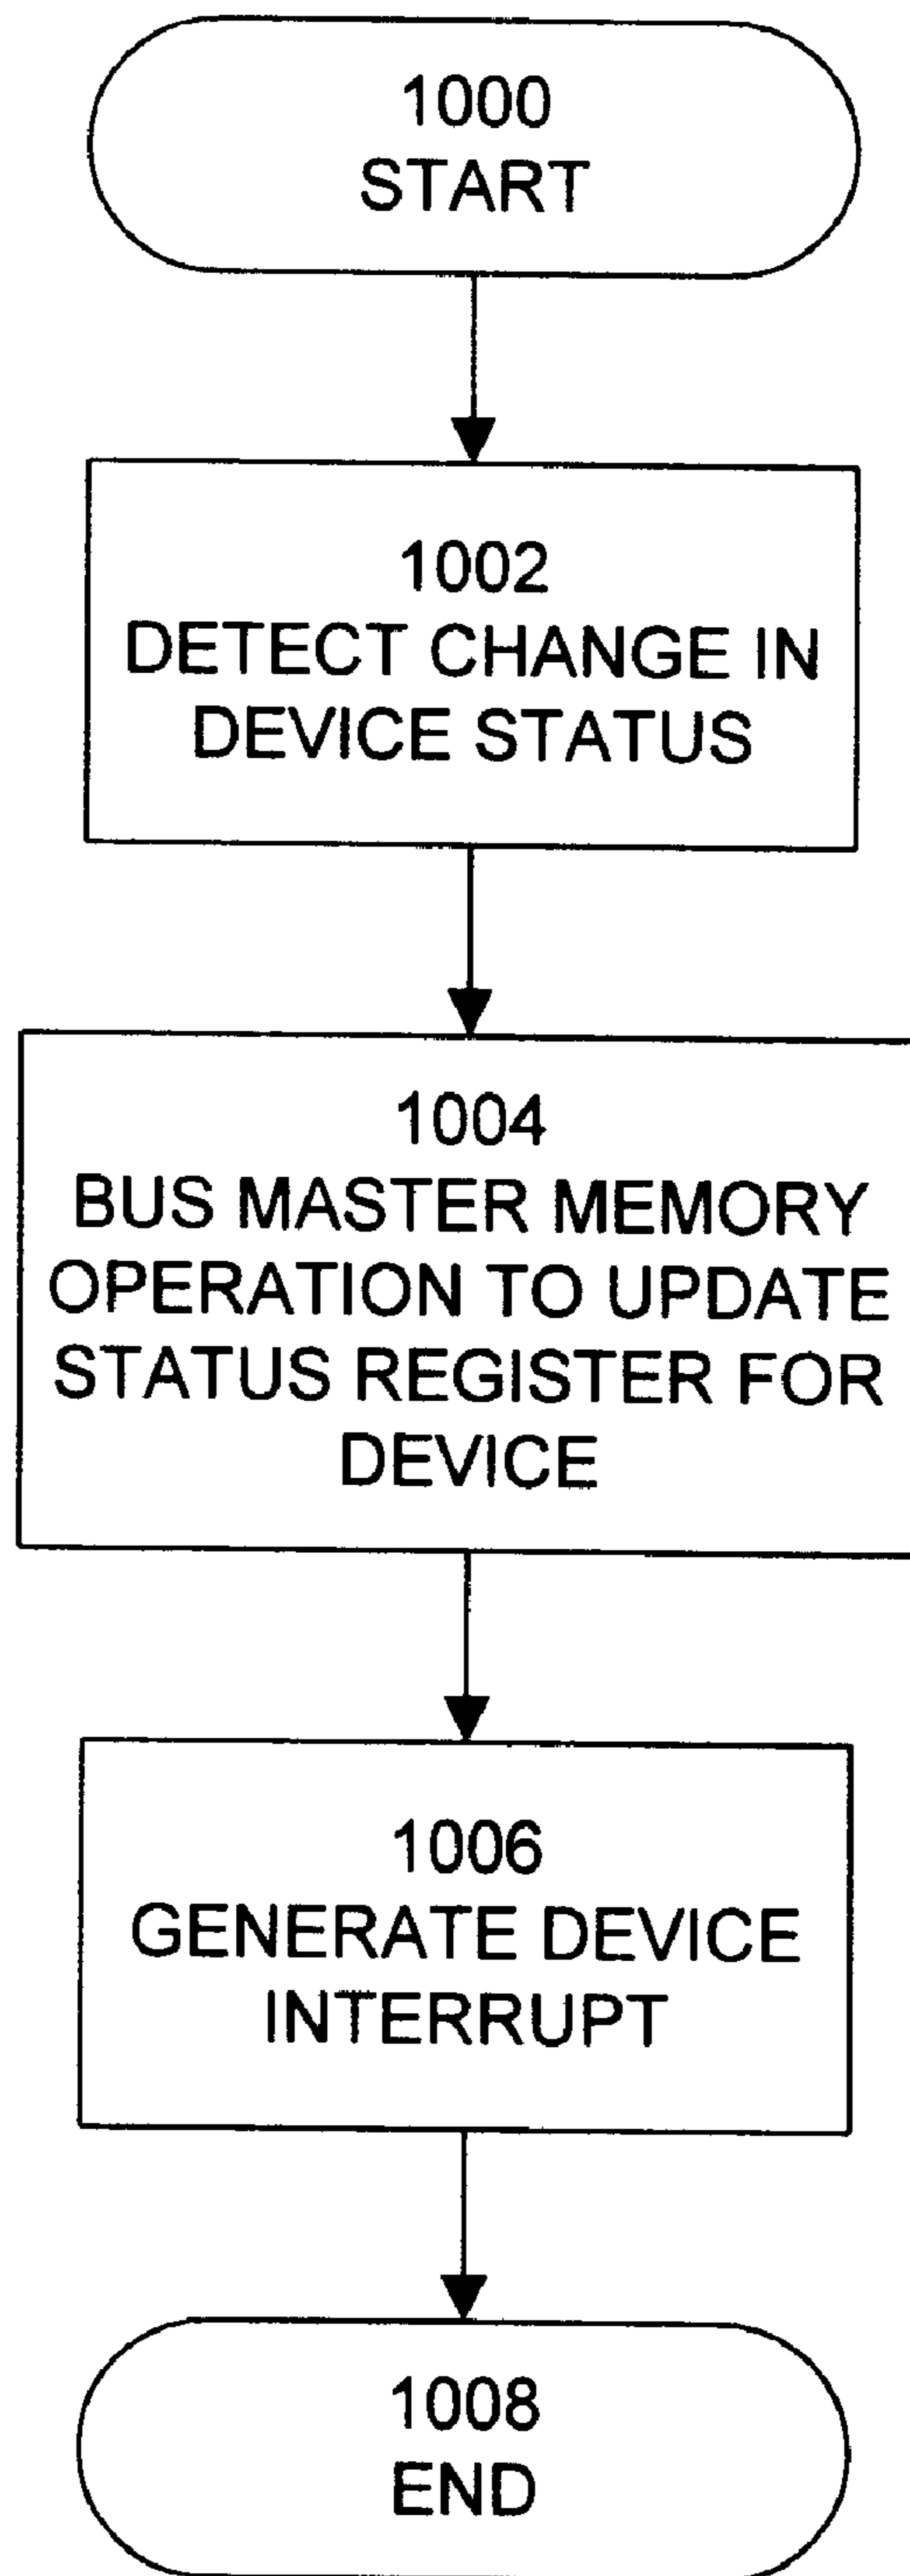 1000
START
1002
DETECT CHANGE IN
DEVICE STATUS
1004
BUS MASTER MEMORY
OPERATION TO UPDATE
STATUS REGISTER FOR
DEVICE
1006
GENERATE DEVICE
INTERRUPT
1008
END